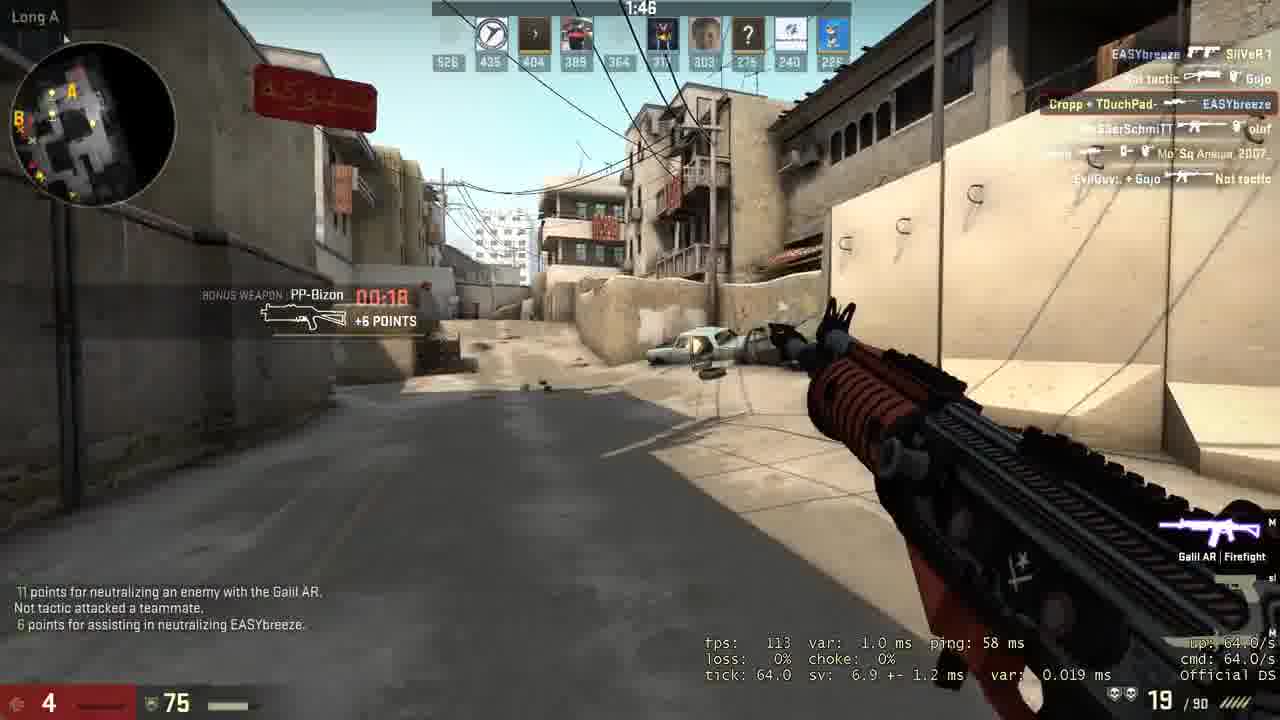 Long A
1:46
?
526 435 404 389 364 317 303 275 240 225
A
B
EASYbreeze SilVeR 1
Not tactic Gojo
Cropp + TOuchPad- EASYbreeze
olof
Mo`Sq Aneua, 2007_
EvilGuy:. + Gojo Not tactic
BONUS WEAPON: PP-Bizon 00:18
+6 POINTS
Galil AR | Firefight
11 points for neutralizing an enemy with the Galil AR.
Not tactic attacked a teammate.
6 points for assisting in neutralizing EASYbreeze.
fps: 113 var: 1.0 ms ping: 58 ms
loss: 0% choke: 0%
tick: 64.0 sv: 6.9 +- 1.2 ms var: 0.019 ms
up: 64.0/s
cmd: 64.0/s
Official DS
4 75
19 / 90